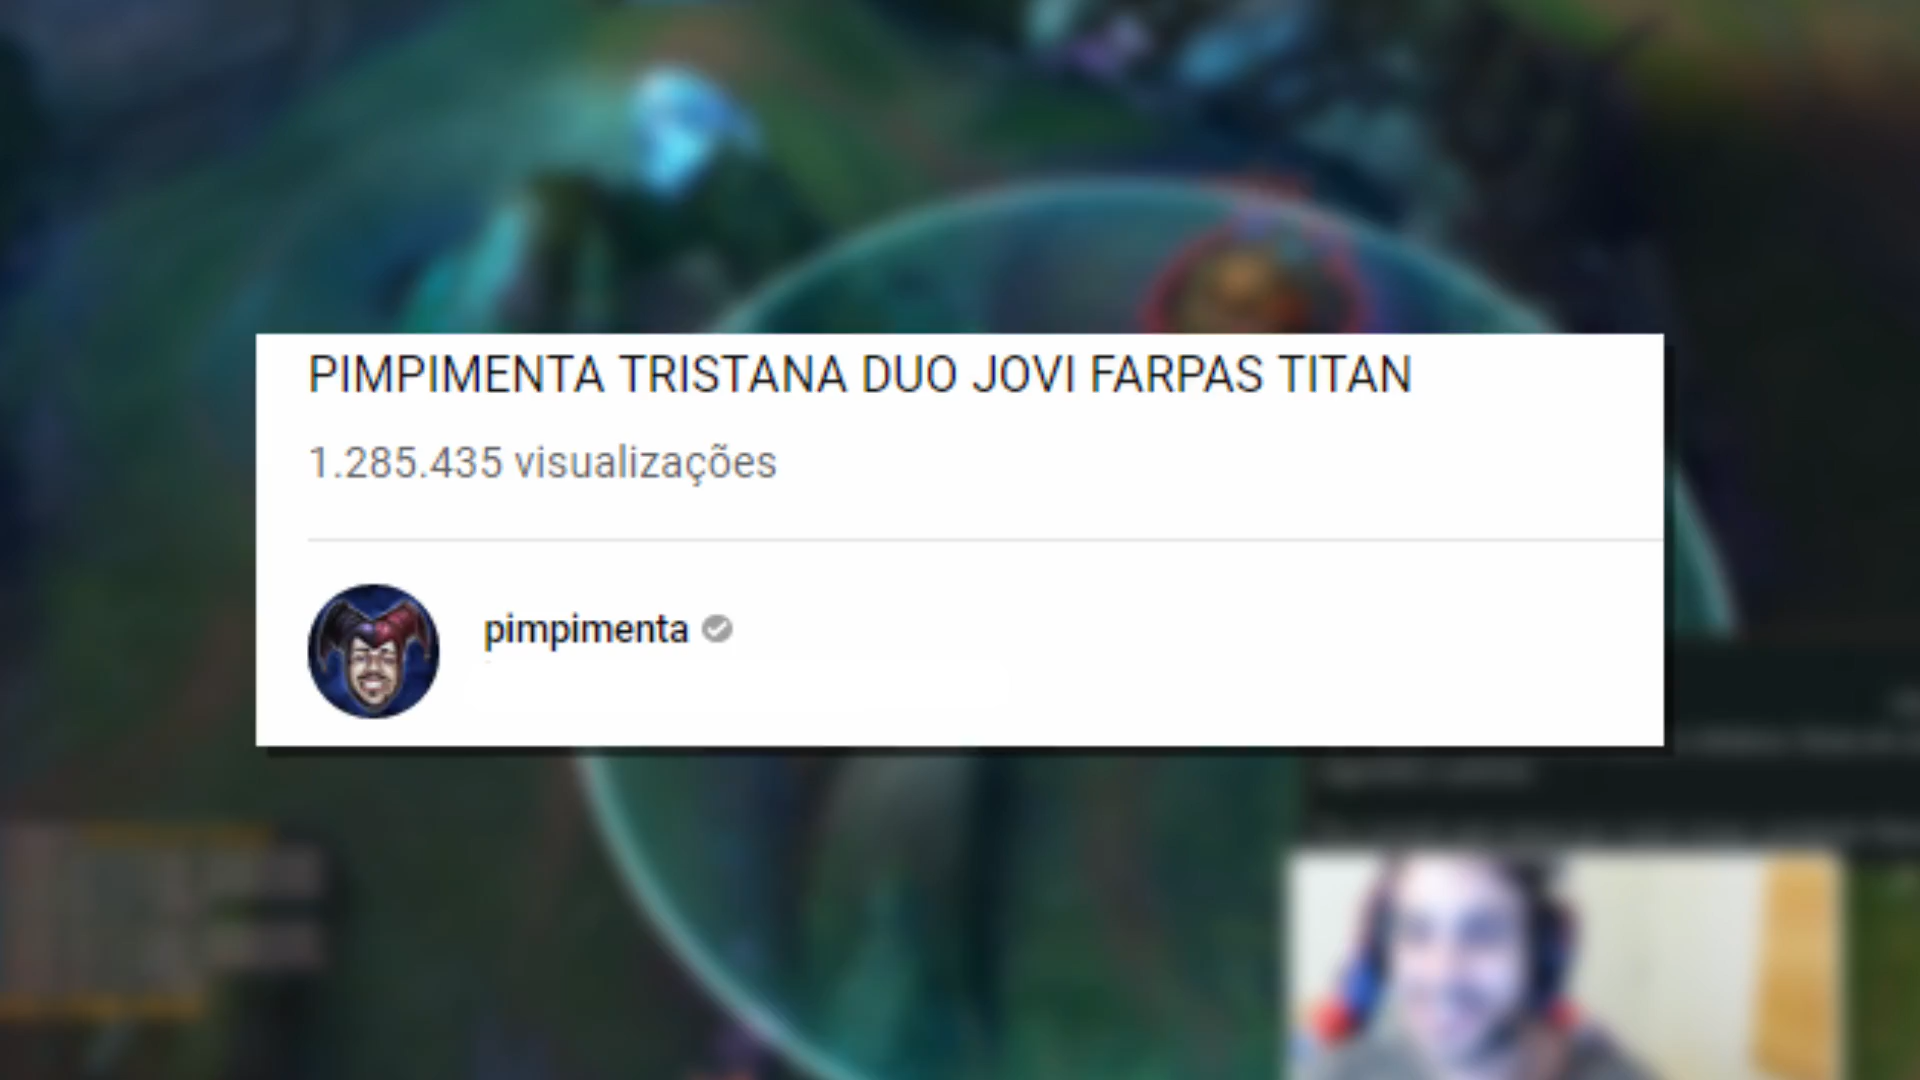 PIMPIMENTA TRISTANA DUO JOVI FARPAS TITAN
1.285.435 visualizações
pimpimenta